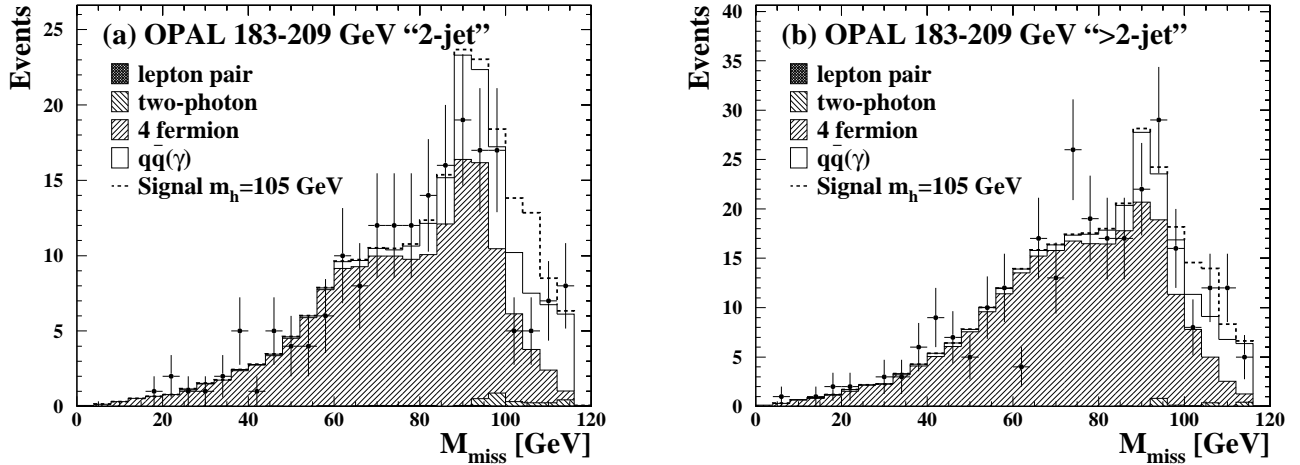 (a) OPAL 183-209 GeV “2-jet”
Events
lepton pair
two-photon
4 fermion
qq̄(γ)
Signal m_h=105 GeV
25
20
15
10
5
0
0 20 40 60 80 100 120
M_miss [GeV]
(b) OPAL 183-209 GeV “>2-jet”
Events
lepton pair
two-photon
4 fermion
qq̄(γ)
Signal m_h=105 GeV
40
35
30
25
20
15
10
5
0
0 20 40 60 80 100 120
M_miss [GeV]